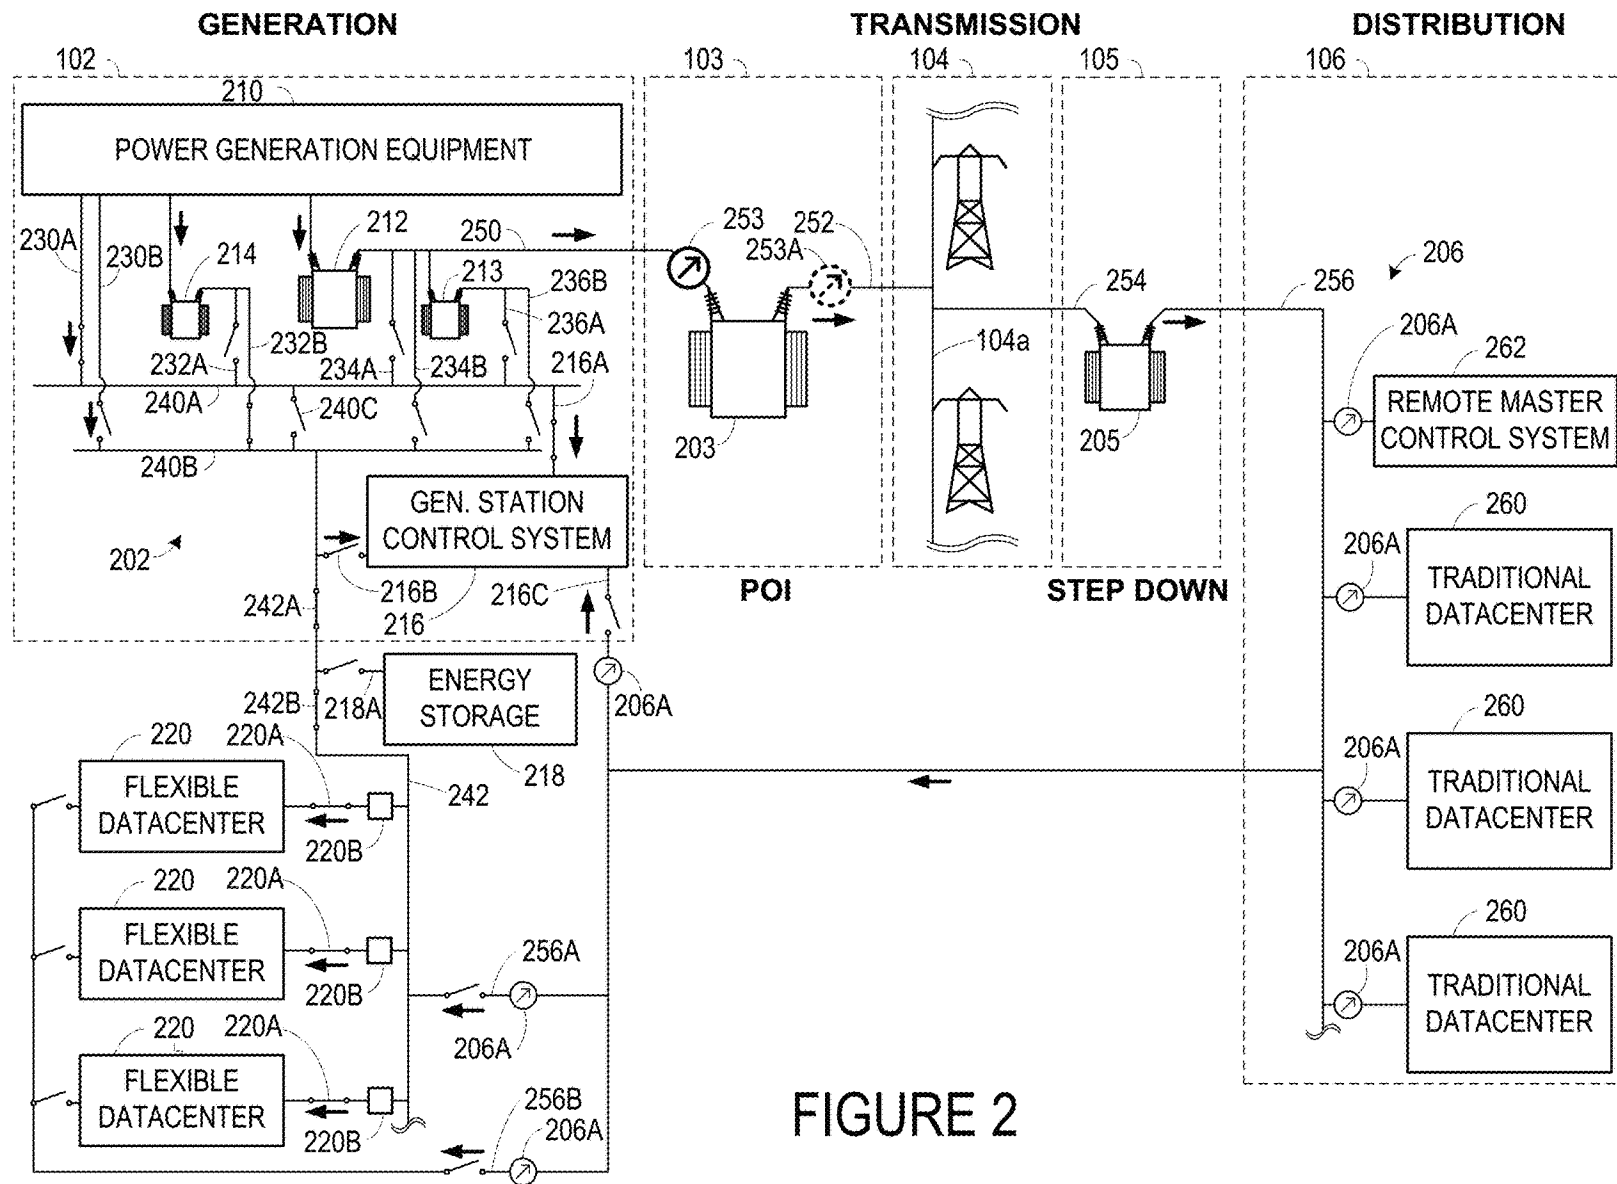 GENERATION
TRANSMISSION
DISTRIBUTION
102
103
104
105
106
210
POWER GENERATION EQUIPMENT
230A
230B
214
212
250
213
236B
236A
253
253A
252
232A
232B
234A
234B
216A
240A
240C
240B
203
104a
254
205
256
206
206A
262
REMOTE MASTER
CONTROL SYSTEM
GEN. STATION
CONTROL SYSTEM
202
216B
216
216C
242A
POI
STEP DOWN
206A
260
TRADITIONAL
DATACENTER
242B
218A
ENERGY
STORAGE
206A
218
206A
260
TRADITIONAL
DATACENTER
220
220A
FLEXIBLE
DATACENTER
220B
242
220
220A
FLEXIBLE
DATACENTER
220B
256A
206A
206A
260
TRADITIONAL
DATACENTER
220
220A
FLEXIBLE
DATACENTER
220B
256B
206A
FIGURE 2